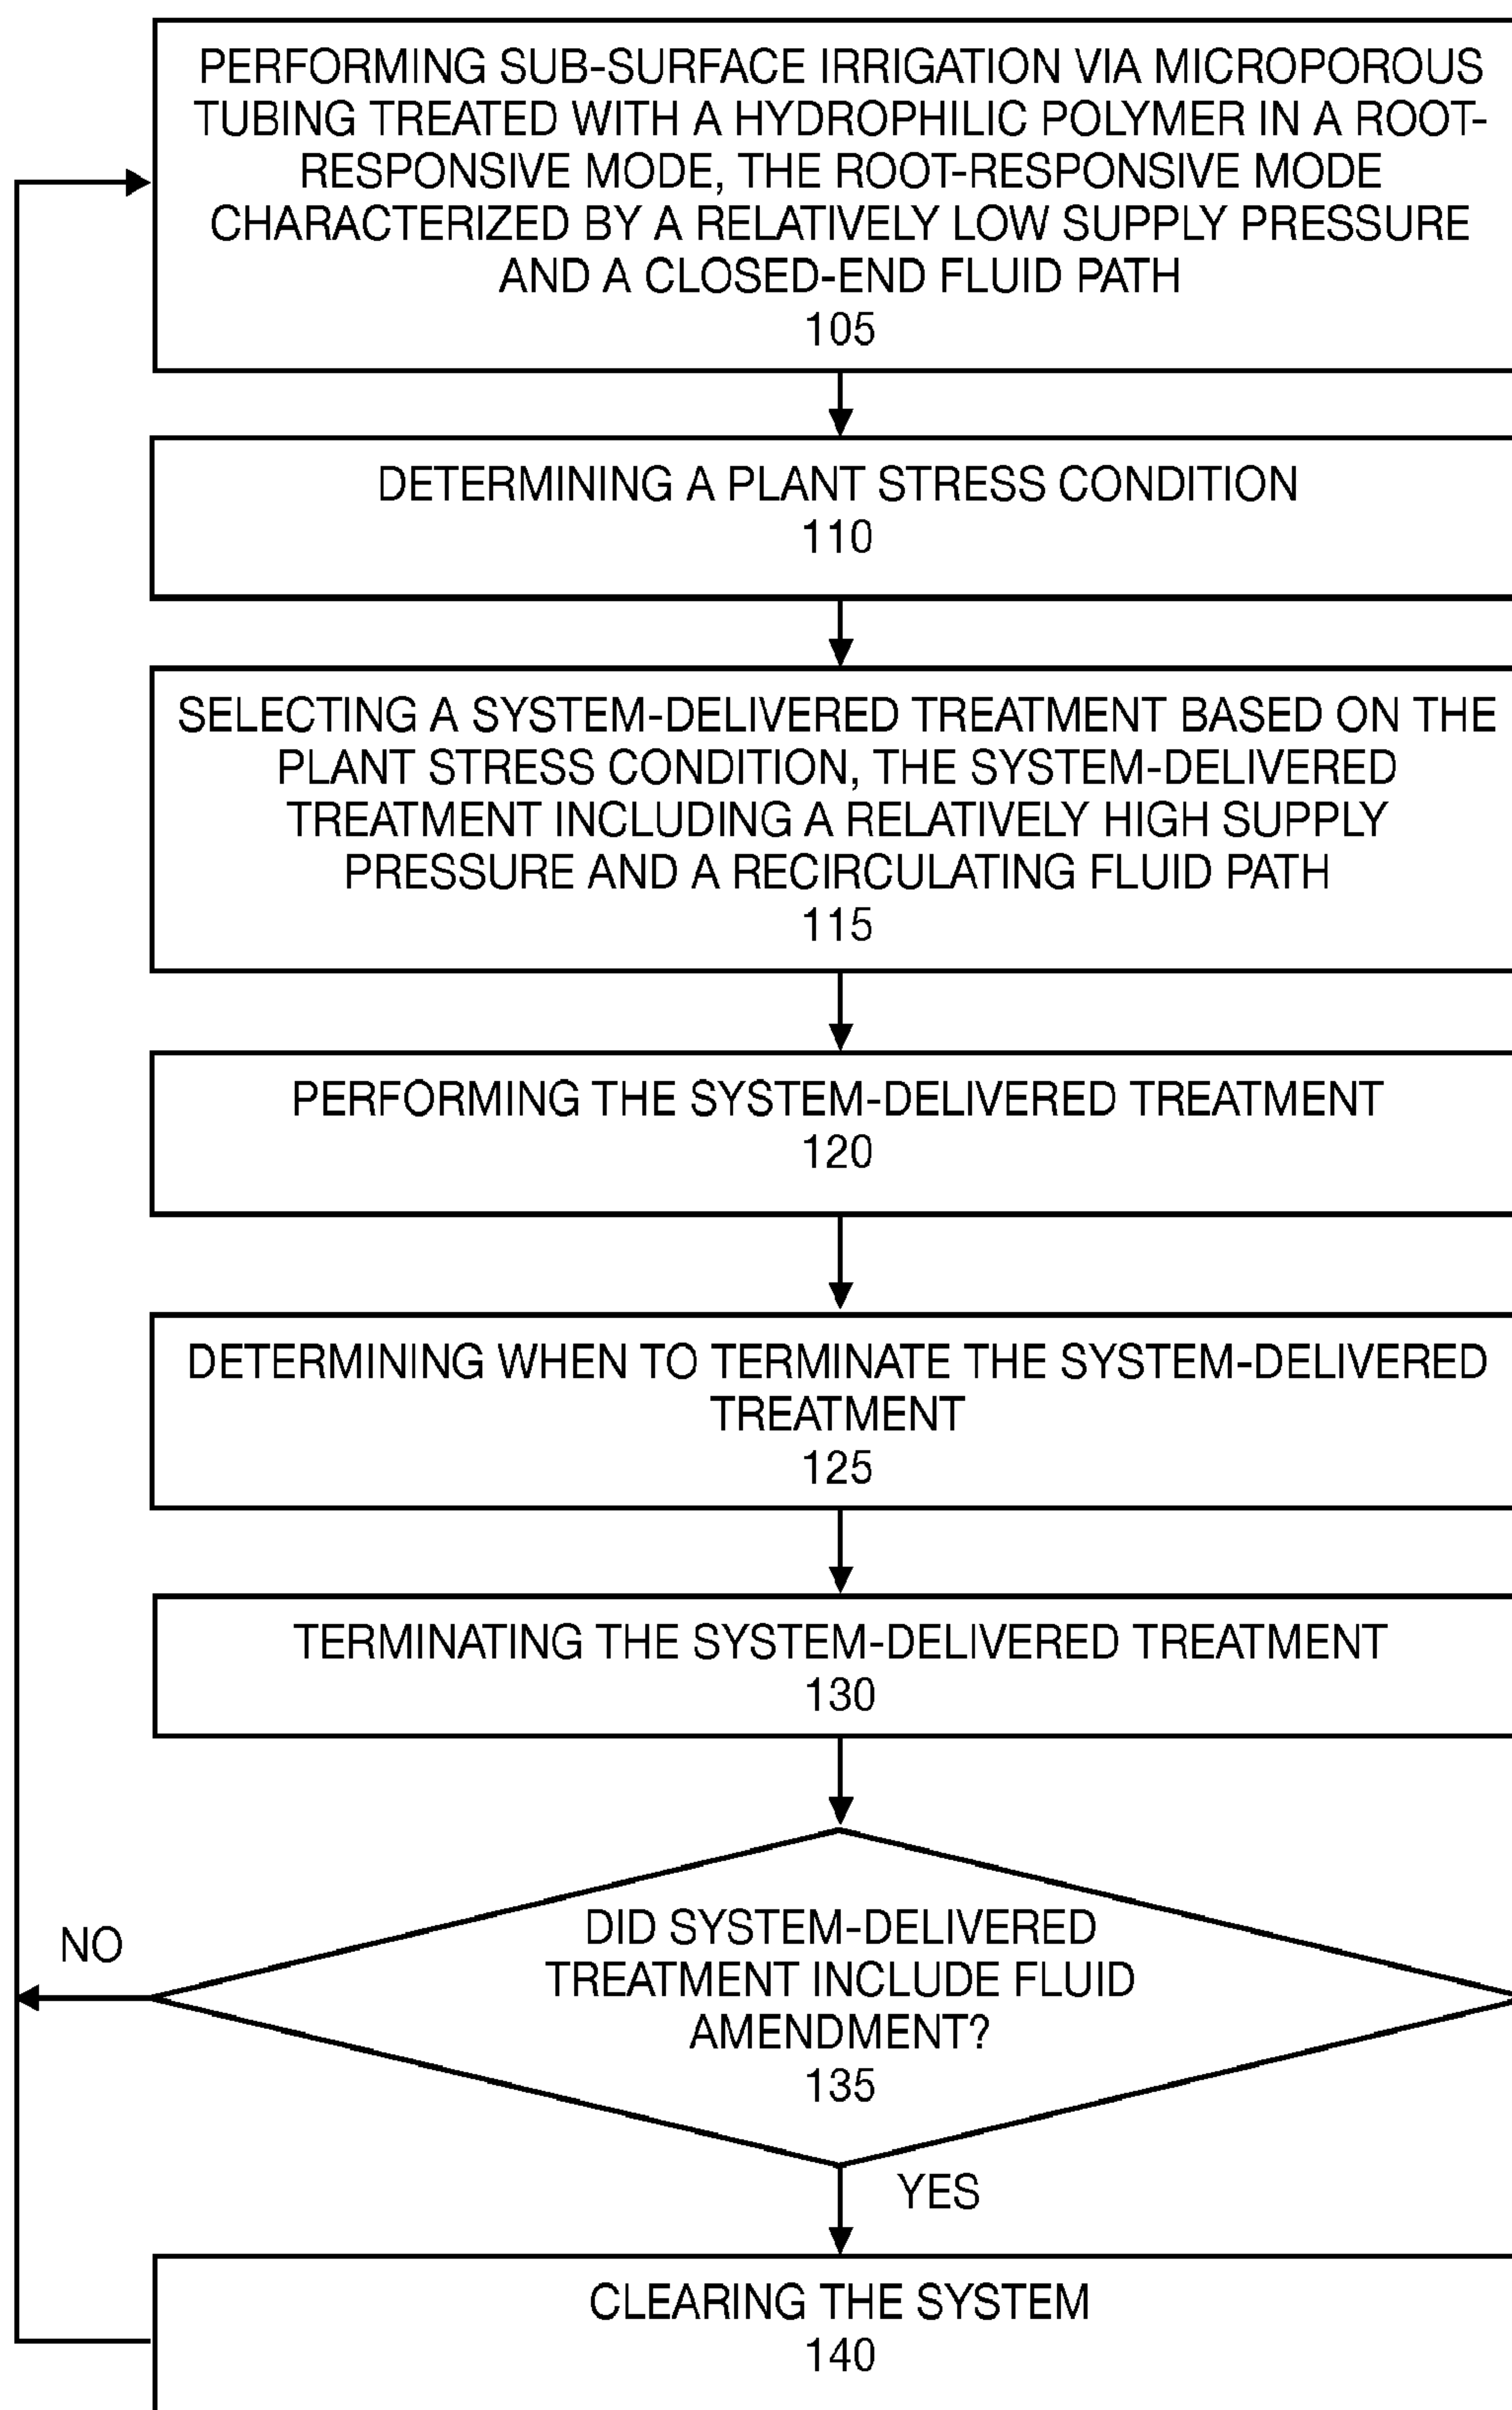 PERFORMING SUB-SURFACE IRRIGATION VIA MICROPOROUS
TUBING TREATED WITH A HYDROPHILIC POLYMER IN A ROOT-
RESPONSIVE MODE, THE ROOT-RESPONSIVE MODE
CHARACTERIZED BY A RELATIVELY LOW SUPPLY PRESSURE
AND A CLOSED-END FLUID PATH
105
DETERMINING A PLANT STRESS CONDITION
110
SELECTING A SYSTEM-DELIVERED TREATMENT BASED ON THE
PLANT STRESS CONDITION, THE SYSTEM-DELIVERED
TREATMENT INCLUDING A RELATIVELY HIGH SUPPLY
PRESSURE AND A RECIRCULATING FLUID PATH
115
PERFORMING THE SYSTEM-DELIVERED TREATMENT
120
DETERMINING WHEN TO TERMINATE THE SYSTEM-DELIVERED
TREATMENT
125
TERMINATING THE SYSTEM-DELIVERED TREATMENT
130
DID SYSTEM-DELIVERED
NO
TREATMENT INCLUDE FLUID
AMENDMENT?
135
YES
CLEARING THE SYSTEM
140